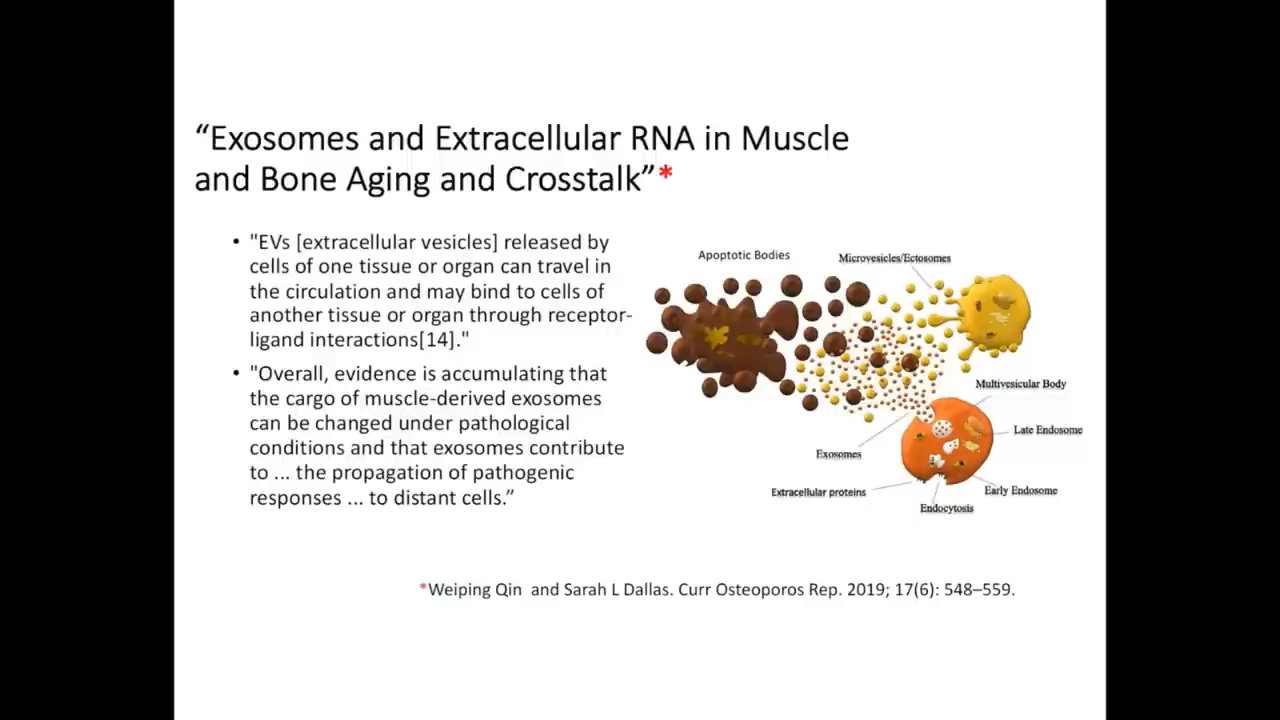 “Exosomes and Extracellular RNA in Muscle
and Bone Aging and Crosstalk”*
• "EVs [extracellular vesicles] released by
cells of one tissue or organ can travel in
the circulation and may bind to cells of
another tissue or organ through receptor-
ligand interactions[14]."
• "Overall, evidence is accumulating that
the cargo of muscle-derived exosomes
can be changed under pathological
conditions and that exosomes contribute
to ... the propagation of pathogenic
responses ... to distant cells.”
Apoptotic Bodies
Microvesicles/Ectosomes
Multivesicular Body
Late Endosome
Exosomes
Extracellular proteins
Early Endosome
Endocytosis
*Weiping Qin and Sarah L Dallas. Curr Osteoporos Rep. 2019; 17(6): 548–559.